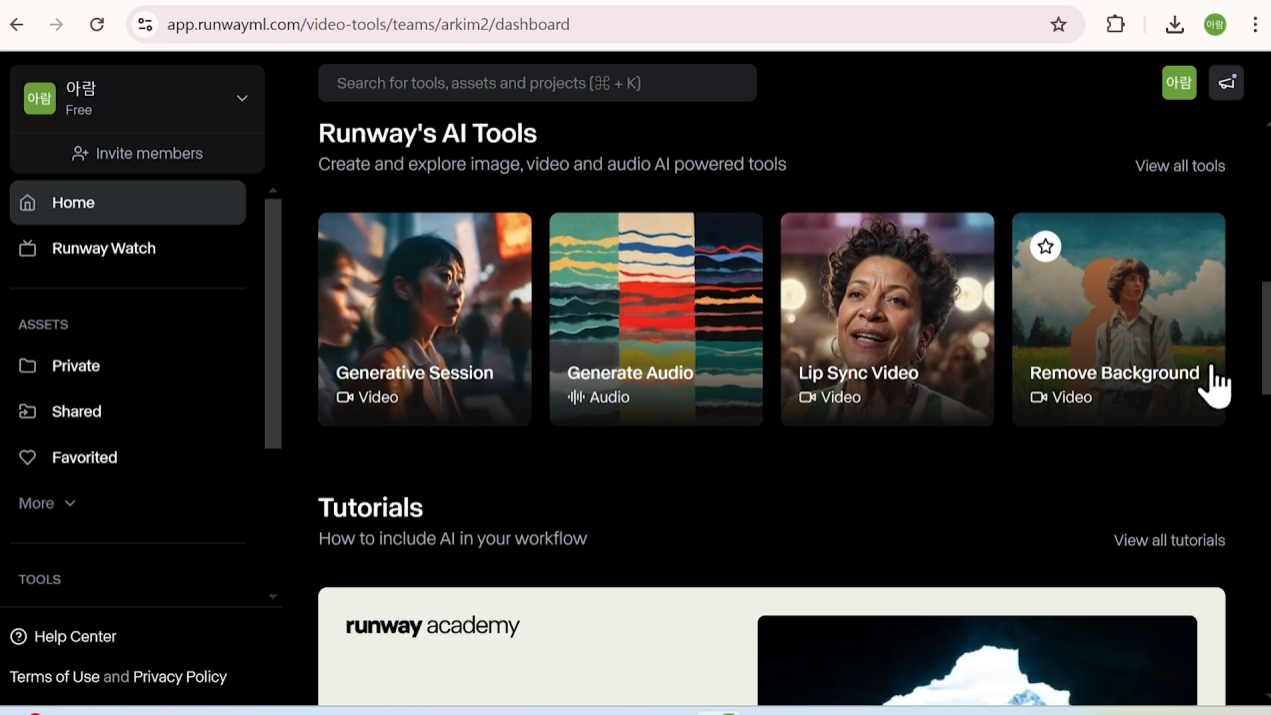 app.runwayml.com/video-tools/teams/arkim2/dashboard
아람
아람
아람
Free
Invite members
Home
Runway Watch
ASSETS
Private
Shared
Favorited
More
TOOLS
Help Center
Terms of Use and Privacy Policy
Search for tools, assets and projects (⌘ + K)
아람
Runway's AI Tools
Create and explore image, video and audio AI powered tools
View all tools
Generative Session
Video
Generate Audio
Audio
Lip Sync Video
Video
Remove Background
Video
Tutorials
How to include AI in your workflow
View all tutorials
runway academy